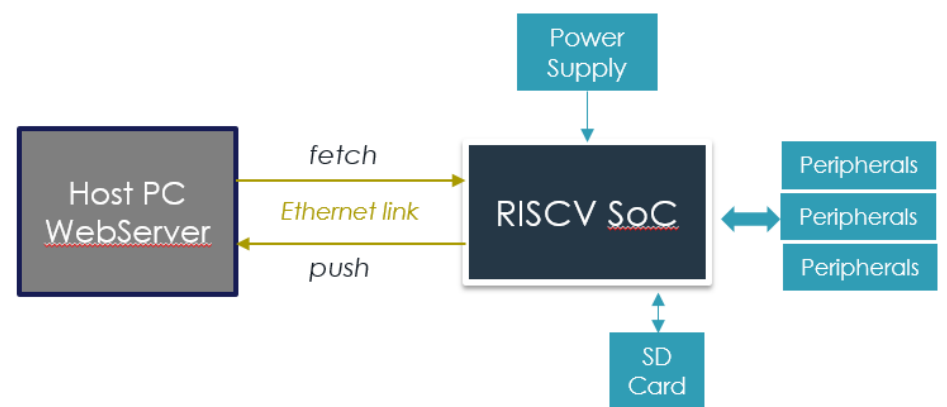 Power
Supply
fetch
Host PC
WebServer
Ethernet link
push
RISCV SoC
Peripherals
Peripherals
Peripherals
SD
Card